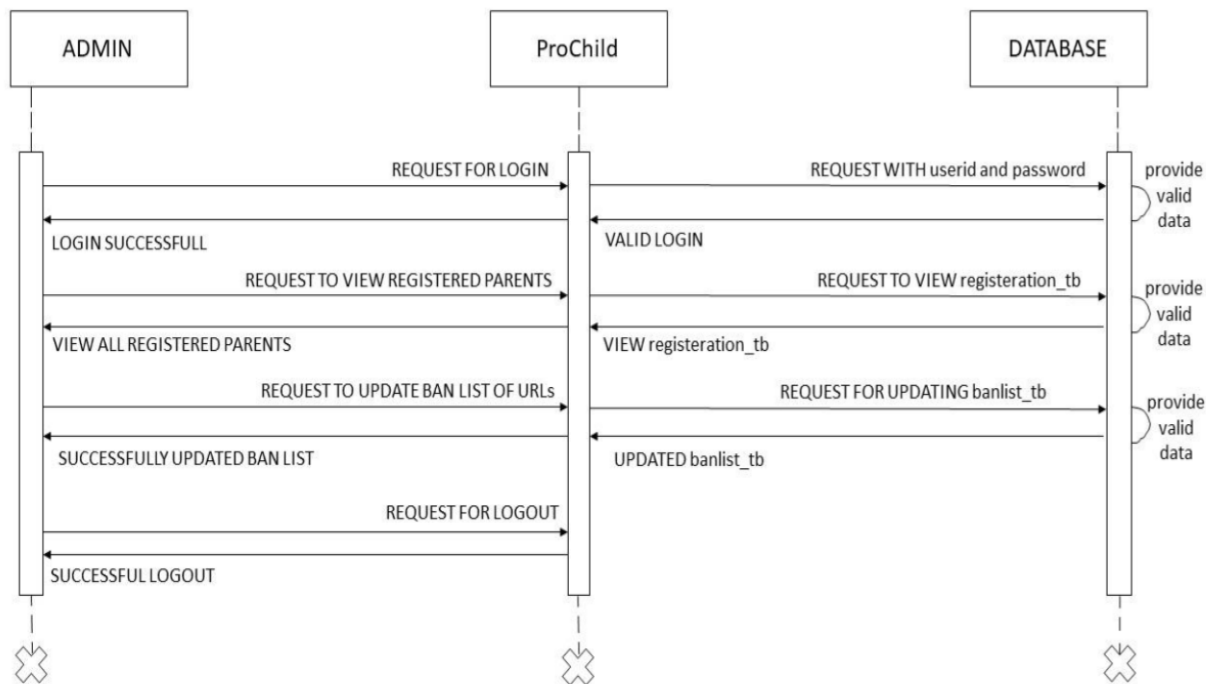 ADMIN
ProChild
DATABASE
REQUEST FOR LOGIN
REQUEST WITH userid and password
provide
valid
data
LOGIN SUCCESSFULL
VALID LOGIN
REQUEST TO VIEW REGISTERED PARENTS
REQUEST TO VIEW registeration_tb
provide
valid
data
VIEW ALL REGISTERED PARENTS
VIEW registeration_tb
REQUEST TO UPDATE BAN LIST OF URLs
REQUEST FOR UPDATING banlist_tb
provide
valid
data
SUCCESSFULLY UPDATED BAN LIST
UPDATED banlist_tb
REQUEST FOR LOGOUT
SUCCESSFUL LOGOUT